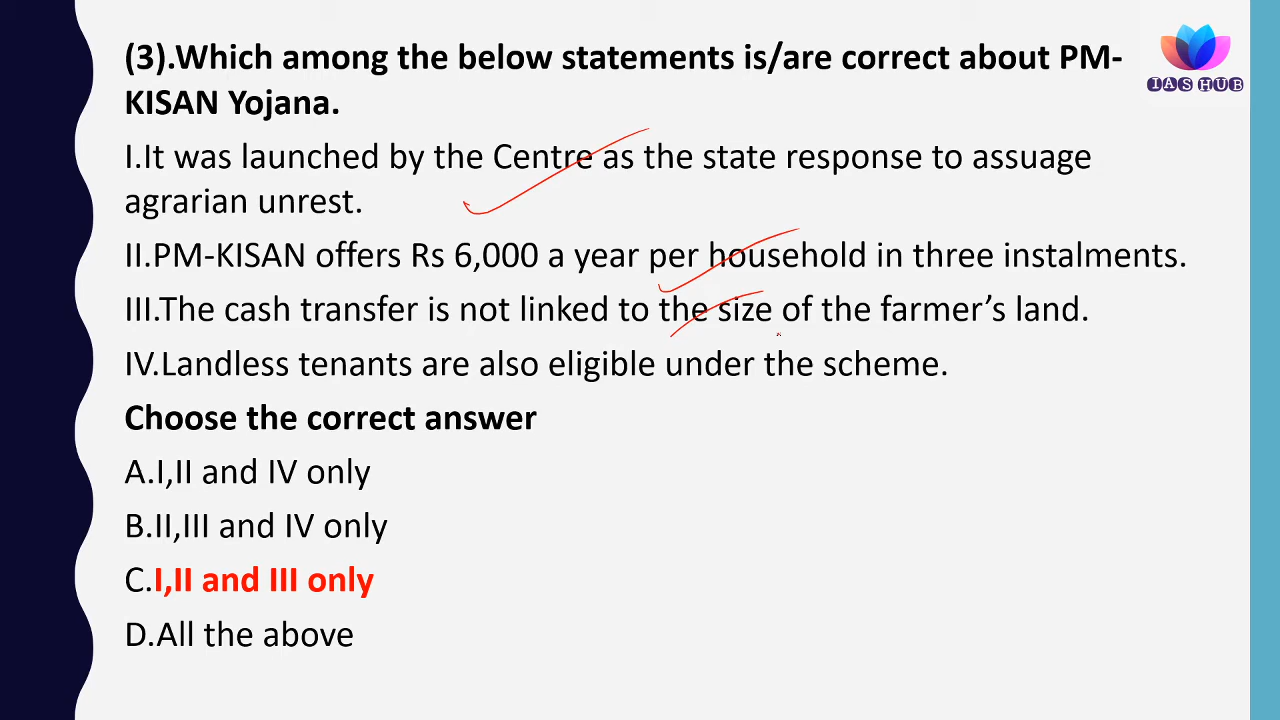 (3).Which among the below statements is/are correct about PM-
KISAN Yojana.
I.It was launched by the Centre as the state response to assuage
agrarian unrest.
II.PM-KISAN offers Rs 6,000 a year per household in three instalments.
III.The cash transfer is not linked to the size of the farmer’s land.
IV.Landless tenants are also eligible under the scheme.
Choose the correct answer
A.I,II and IV only
B.II,III and IV only
C.I,II and III only
D.All the above
IAS HUB